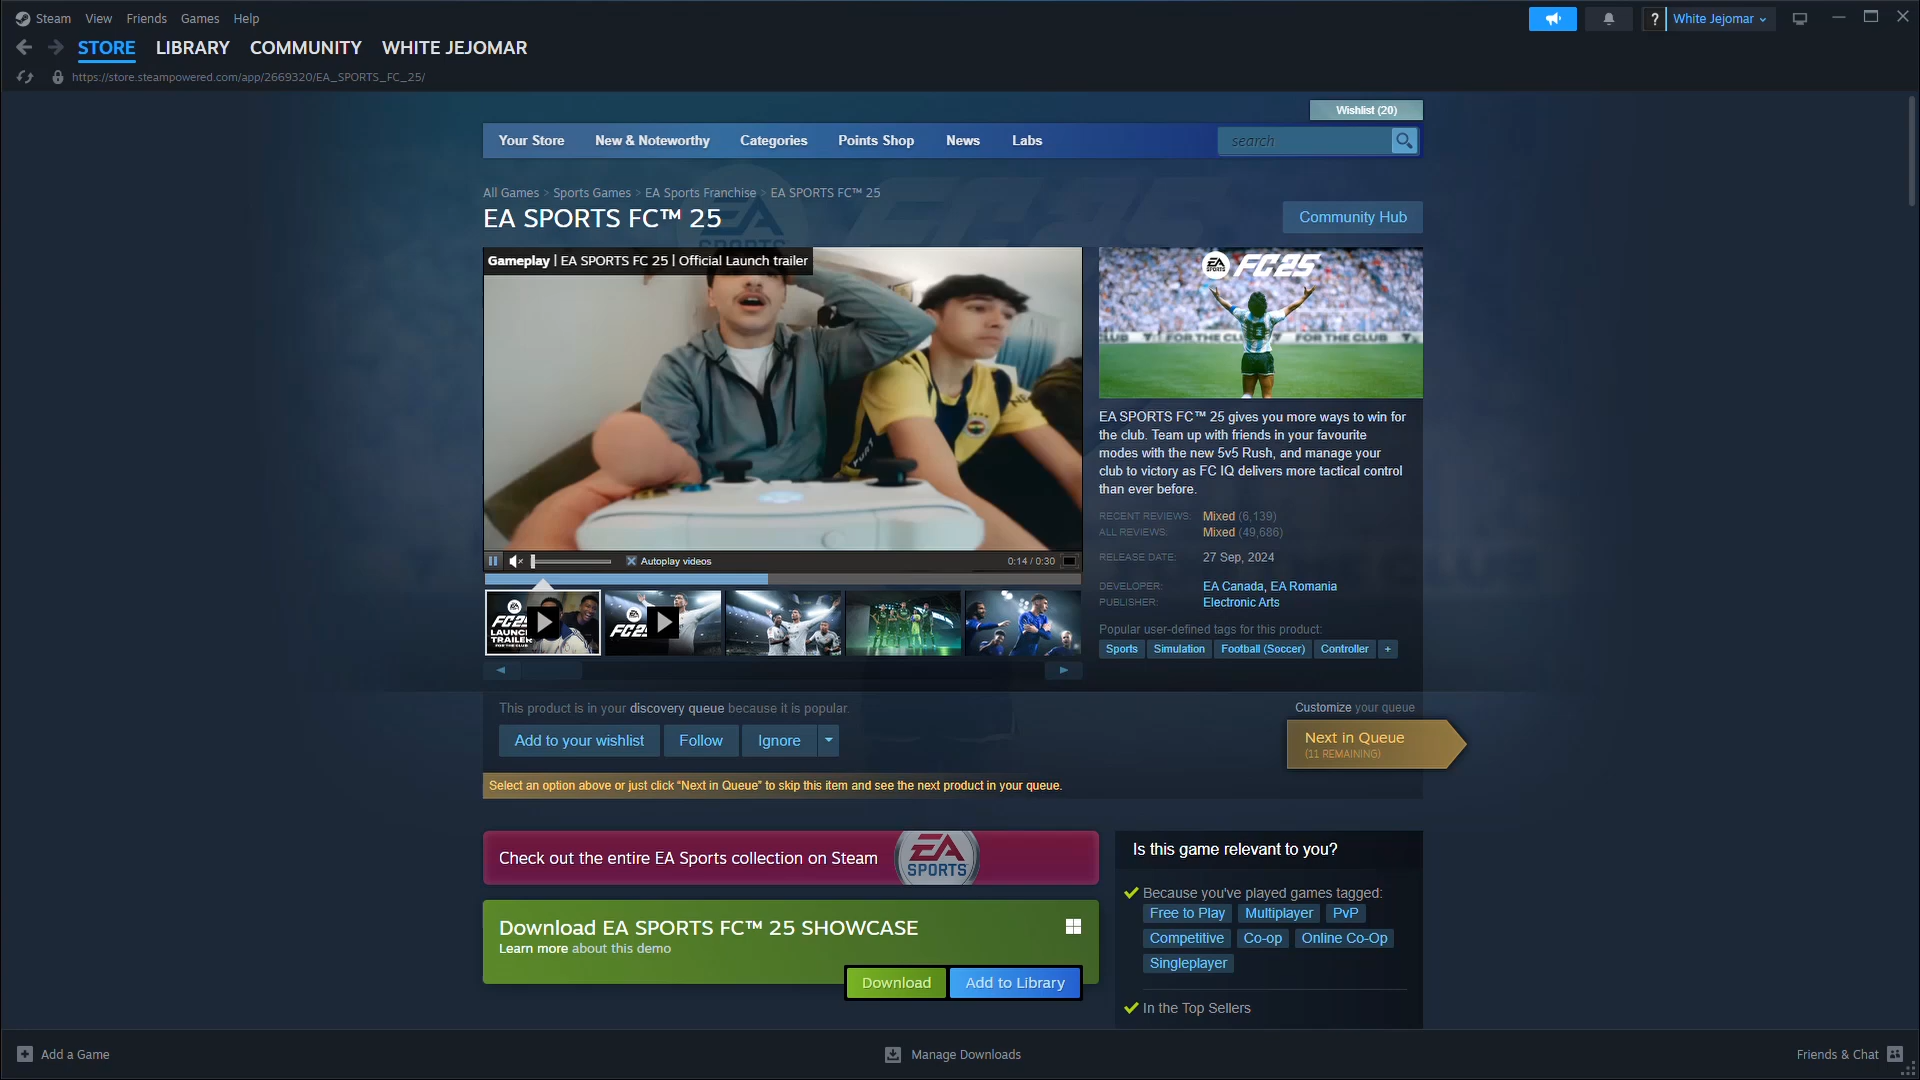 Steam View Friends Games Help
White Jejomar
STORE LIBRARY COMMUNITY WHITE JEJOMAR
https://store.steampowered.com/app/2669320/EA_SPORTS_FC_25/
Wishlist (20)
Your Store New & Noteworthy Categories Points Shop News Labs search
All Games > Sports Games > EA Sports Franchise > EA SPORTS FC™ 25
EA SPORTS FC™ 25
Community Hub
Gameplay | EA SPORTS FC 25 | Official Launch trailer
EA SPORTS FC25
FOR THE CLUB FOR THE CLUB
EA SPORTS FC™ 25 gives you more ways to win for
the club. Team up with friends in your favourite
modes with the new 5v5 Rush, and manage your
club to victory as FC IQ delivers more tactical control
than ever before.
RECENT REVIEWS: Mixed (6,139)
ALL REVIEWS: Mixed (49,686)
RELEASE DATE: 27 Sep, 2024
DEVELOPER: EA Canada, EA Romania
PUBLISHER: Electronic Arts
Popular user-defined tags for this product:
Sports Simulation Football (Soccer) Controller +
Autoplay videos 0:14 / 0:30
This product is in your discovery queue because it is popular.
Add to your wishlist Follow Ignore
Customize your queue
Next in Queue
(11 REMAINING)
Select an option above or just click “Next in Queue” to skip this item and see the next product in your queue.
Check out the entire EA Sports collection on Steam
EA SPORTS
Download EA SPORTS FC™ 25 SHOWCASE
Learn more about this demo
Download Add to Library
Is this game relevant to you?
Because you've played games tagged:
Free to Play Multiplayer PvP
Competitive Co-op Online Co-Op
Singleplayer
In the Top Sellers
Add a Game Manage Downloads Friends & Chat